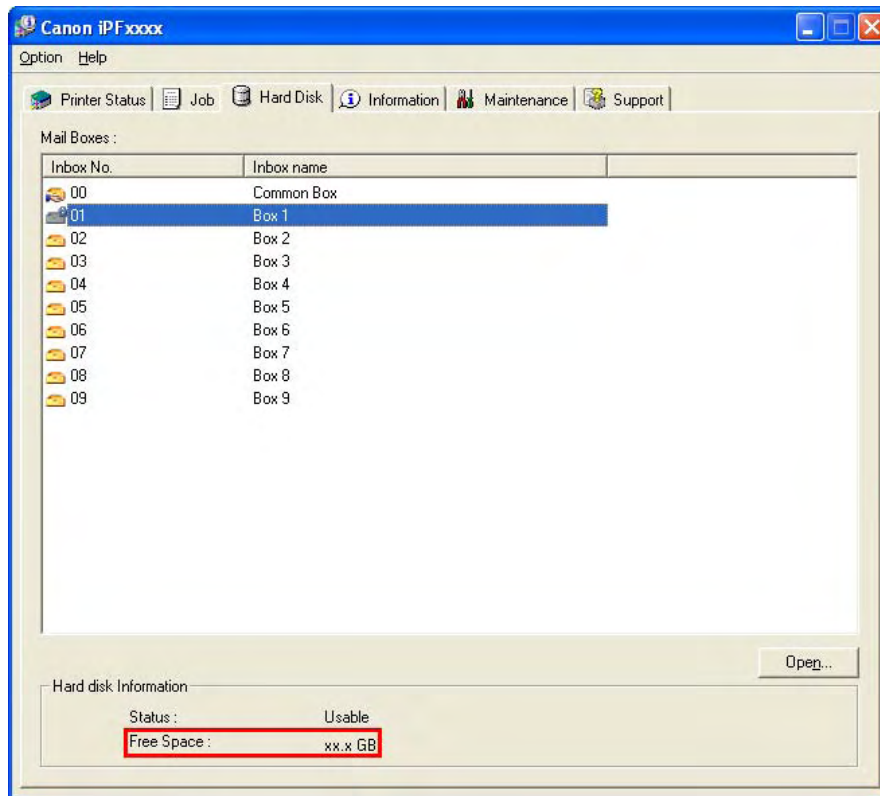 Canon iPFxxxx
Option Help
Printer Status Job Hard Disk Information Maintenance Support
Mail Boxes :
Inbox No. Inbox name
00 Common Box
01 Box 1
02 Box 2
03 Box 3
04 Box 4
05 Box 5
06 Box 6
07 Box 7
08 Box 8
09 Box 9
Open...
Hard disk Information
Status : Usable
Free Space : xx.x GB